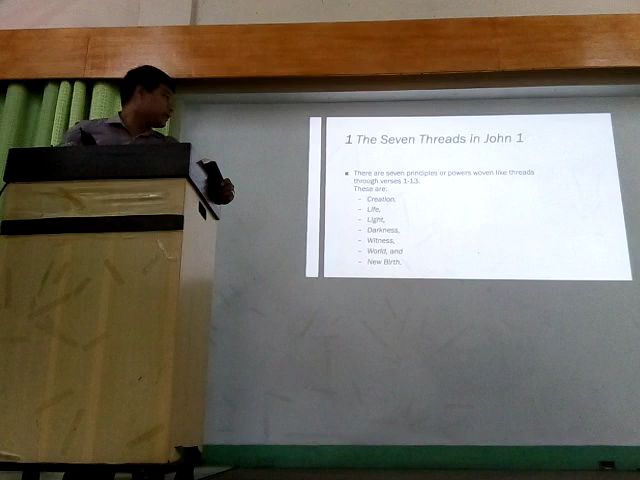 1 The Seven Threads in John 1
▪ There are seven principles or powers woven like threads
through verses 1-13.
These are:
– Creation,
– Life,
– Light,
– Darkness,
– Witness,
– World, and
– New Birth,